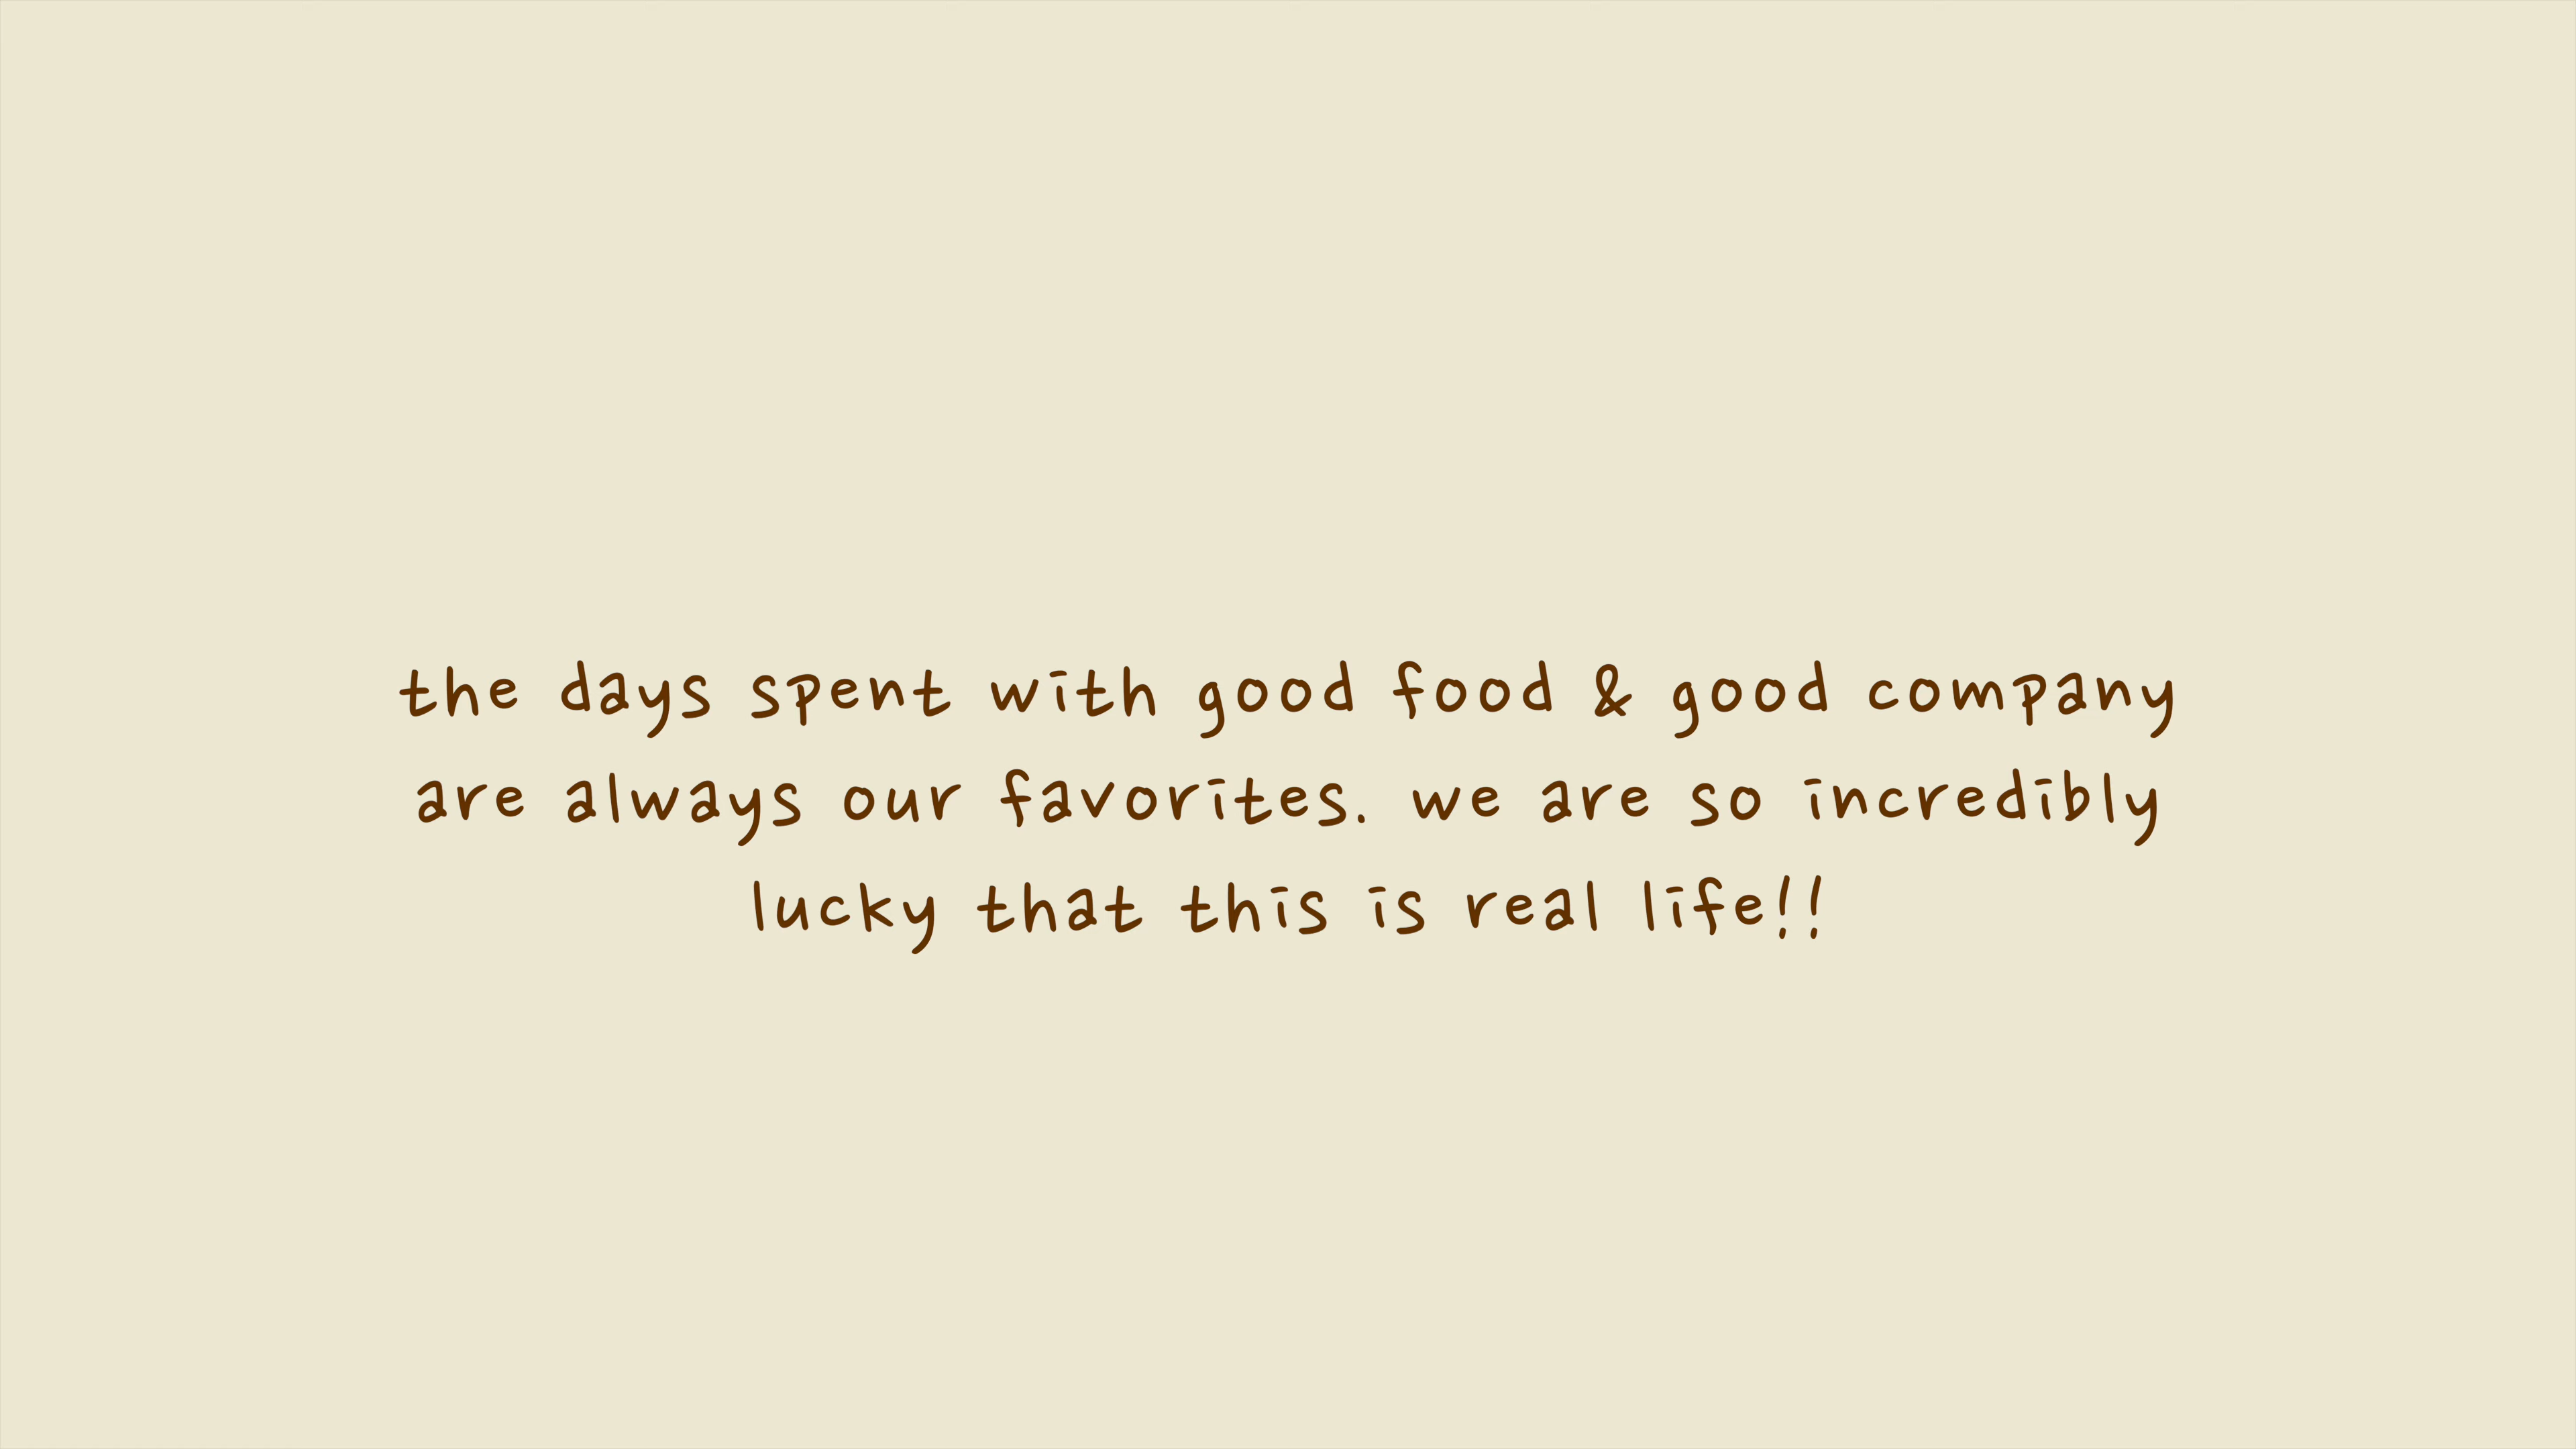 the days spent with good food & good company
are always our favorites. we are so incredibly
lucky that this is real life!!